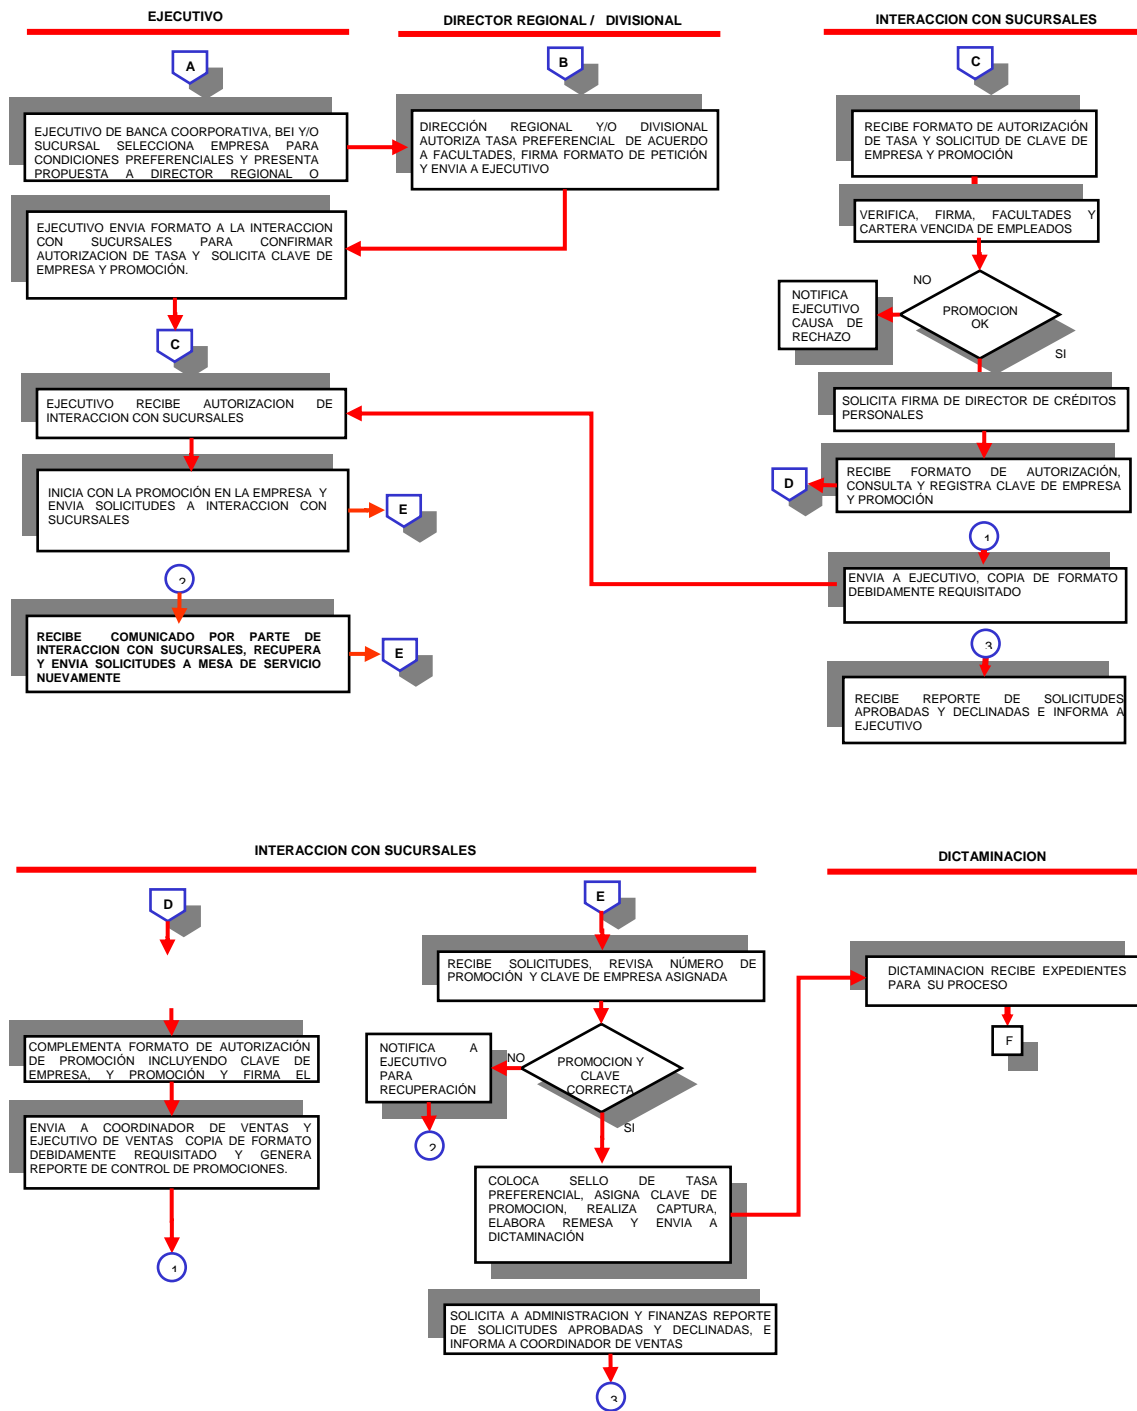 EJECUTIVO
A
EJECUTIVO DE BANCA COORPORATIVA, BEI Y/O
SUCURSAL SELECCIONA EMPRESA PARA
CONDICIONES PREFERENCIALES Y PRESENTA
PROPUESTA A DIRECTOR REGIONAL O
EJECUTIVO ENVIA FORMATO A LA INTERACCION
CON SUCURSALES PARA CONFIRMAR
AUTORIZACION DE TASA Y SOLICITA CLAVE DE
EMPRESA Y PROMOCIÓN.
C
EJECUTIVO RECIBE AUTORIZACION DE
INTERACCION CON SUCURSALES
INICIA CON LA PROMOCIÓN EN LA EMPRESA Y
ENVIA SOLICITUDES A INTERACCION CON
SUCURSALES
E
2
RECIBE COMUNICADO POR PARTE DE
INTERACCION CON SUCURSALES, RECUPERA
Y ENVIA SOLICITUDES A MESA DE SERVICIO
NUEVAMENTE
E
DIRECTOR REGIONAL / DIVISIONAL
B
DIRECCIÓN REGIONAL Y/O DIVISIONAL
AUTORIZA TASA PREFERENCIAL DE ACUERDO
A FACULTADES, FIRMA FORMATO DE PETICIÓN
Y ENVIA A EJECUTIVO
INTERACCION CON SUCURSALES
C
RECIBE FORMATO DE AUTORIZACIÓN
DE TASA Y SOLICITUD DE CLAVE DE
EMPRESA Y PROMOCIÓN
VERIFICA, FIRMA, FACULTADES Y
CARTERA VENCIDA DE EMPLEADOS
NO
PROMOCION
OK
NOTIFICA
EJECUTIVO
CAUSA DE
RECHAZO
SI
SOLICITA FIRMA DE DIRECTOR DE CRÉDITOS
PERSONALES
RECIBE FORMATO DE AUTORIZACIÓN,
CONSULTA Y REGISTRA CLAVE DE EMPRESA
Y PROMOCIÓN
D
1
ENVIA A EJECUTIVO, COPIA DE FORMATO
DEBIDAMENTE REQUISITADO
3
RECIBE REPORTE DE SOLICITUDES
APROBADAS Y DECLINADAS E INFORMA A
EJECUTIVO
INTERACCION CON SUCURSALES
D
COMPLEMENTA FORMATO DE AUTORIZACIÓN
DE PROMOCIÓN INCLUYENDO CLAVE DE
EMPRESA, Y PROMOCIÓN Y FIRMA EL
ENVIA A COORDINADOR DE VENTAS Y
EJECUTIVO DE VENTAS COPIA DE FORMATO
DEBIDAMENTE REQUISITADO Y GENERA
REPORTE DE CONTROL DE PROMOCIONES.
1
E
RECIBE SOLICITUDES, REVISA NÚMERO DE
PROMOCIÓN Y CLAVE DE EMPRESA ASIGNADA
PROMOCION Y
CLAVE
CORRECTA
NO
NOTIFICA A
EJECUTIVO
PARA
RECUPERACIÓN
2
SI
COLOCA SELLO DE TASA
PREFERENCIAL, ASIGNA CLAVE DE
PROMOCION, REALIZA CAPTURA,
ELABORA REMESA Y ENVIA A
DICTAMINACIÓN
SOLICITA A ADMINISTRACION Y FINANZAS REPORTE
DE SOLICITUDES APROBADAS Y DECLINADAS, E
INFORMA A COORDINADOR DE VENTAS
3
DICTAMINACION
DICTAMINACION RECIBE EXPEDIENTES
PARA SU PROCESO
F